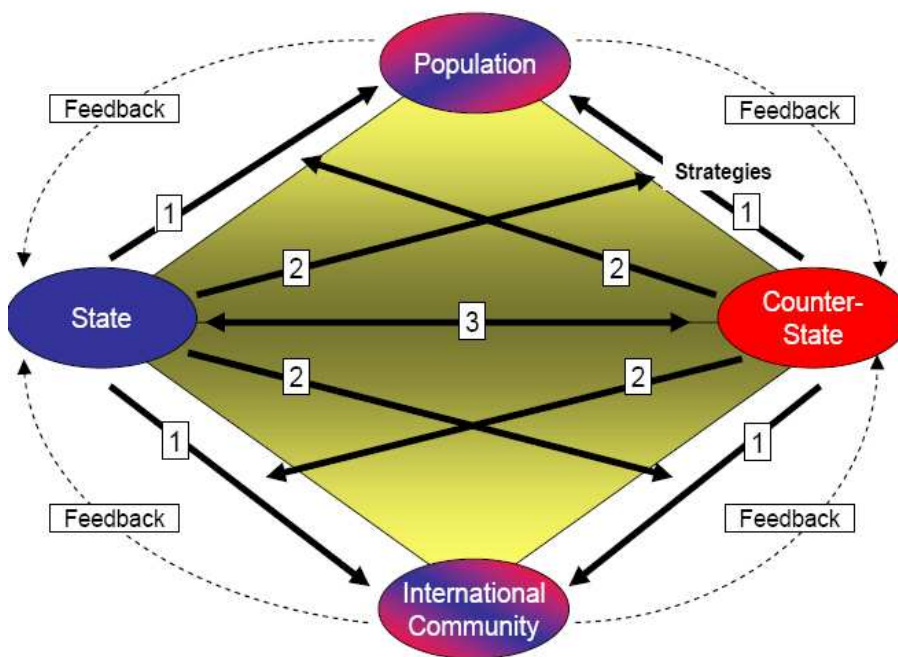 Population
Feedback
Feedback
Strategies
1
1
2
2
State
3
Counter-
State
2
2
1
1
Feedback
Feedback
International
Community